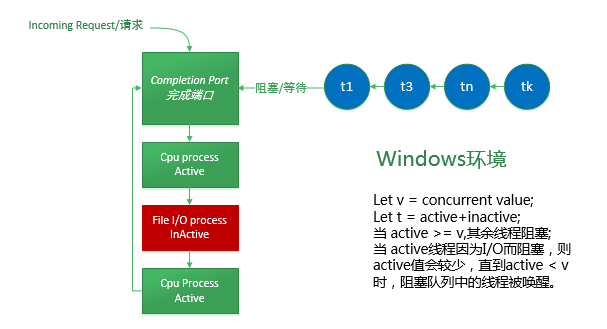 Incoming Request/请求
Completion Port
完成端口
阻塞/等待
t1
t3
tn
tk
Cpu process
Active
File I/O process
InActive
Cpu Process
Active
Windows环境
Let v = concurrent value;
Let t = active+inactive;
当 active >= v,其余线程阻塞;
当 active线程因为I/O而阻塞，则
active值会较少，直到active < v
时，阻塞队列中的线程被唤醒。